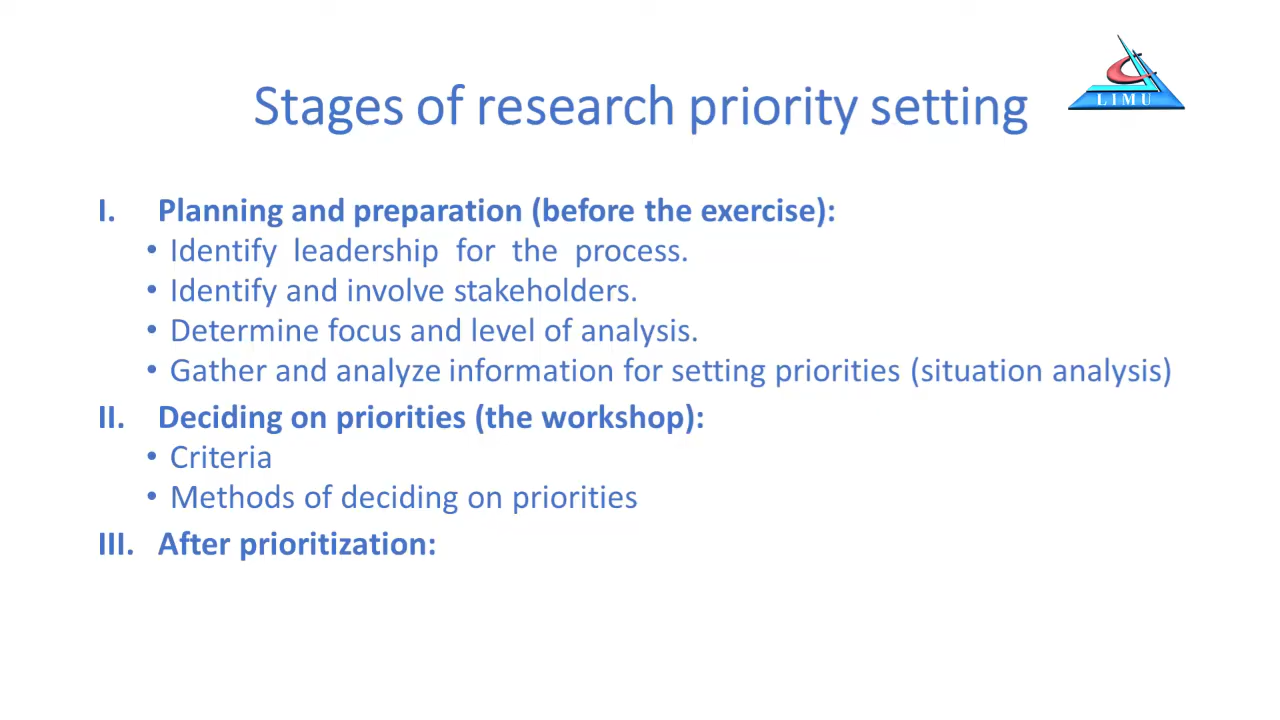 LIMU
Stages of research priority setting
I. Planning and preparation (before the exercise):
• Identify leadership for the process.
• Identify and involve stakeholders.
• Determine focus and level of analysis.
• Gather and analyze information for setting priorities (situation analysis)
II. Deciding on priorities (the workshop):
• Criteria
• Methods of deciding on priorities
III. After prioritization: